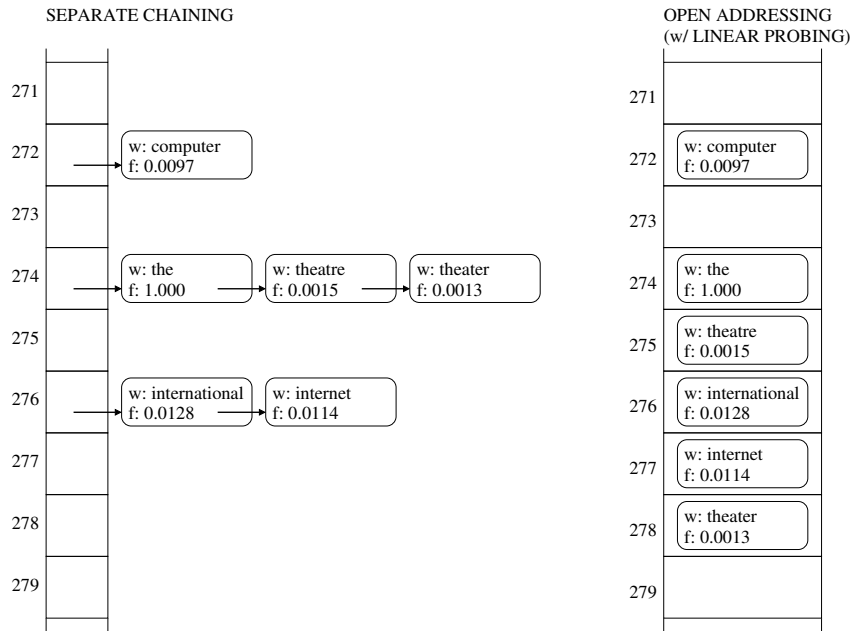 SEPARATE CHAINING
271
272
w: computer
f: 0.0097
273
274
w: the
f: 1.000
w: theatre
f: 0.0015
w: theater
f: 0.0013
275
276
w: international
f: 0.0128
w: internet
f: 0.0114
277
278
279
OPEN ADDRESSING
(w/ LINEAR PROBING)
271
272
w: computer
f: 0.0097
273
274
w: the
f: 1.000
275
w: theatre
f: 0.0015
276
w: international
f: 0.0128
277
w: internet
f: 0.0114
278
w: theater
f: 0.0013
279